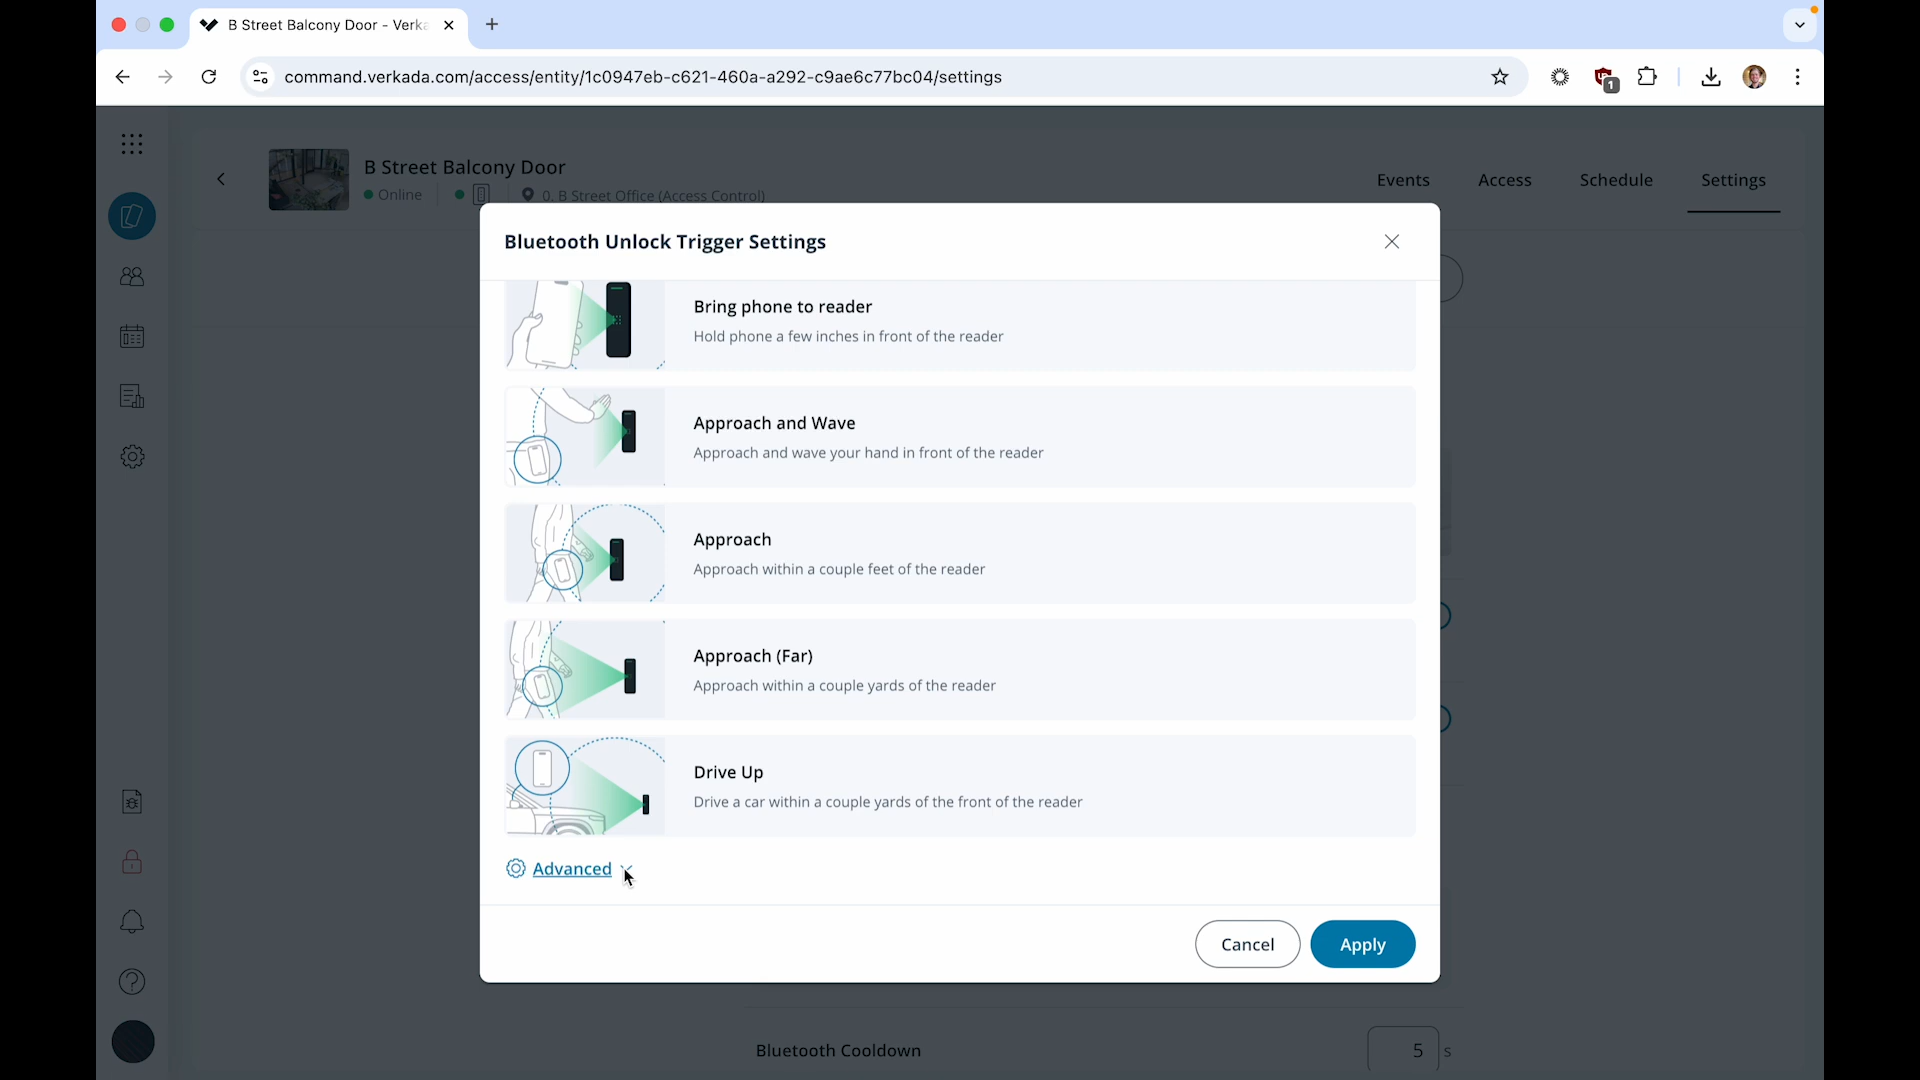 B Street Balcony Door - Verka
command.verkada.com/access/entity/1c0947eb-c621-460a-a292-c9ae6c77bc04/settings
1
B Street Balcony Door
Online
0. B Street Office (Access Control)
Events
Access
Schedule
Settings
Bluetooth Unlock Trigger Settings
Bring phone to reader
Hold phone a few inches in front of the reader
Approach and Wave
Approach and wave your hand in front of the reader
Approach
Approach within a couple feet of the reader
Approach (Far)
Approach within a couple yards of the reader
Drive Up
Drive a car within a couple yards of the front of the reader
Advanced
Cancel
Apply
Bluetooth Cooldown
5 s